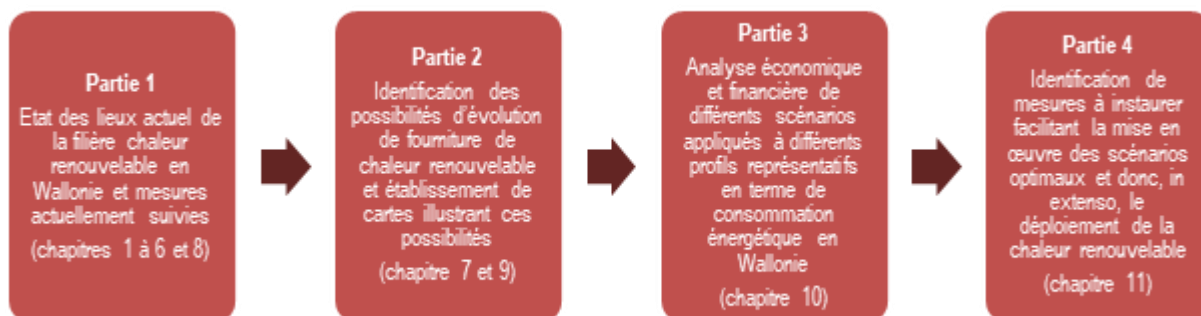 Partie 1
Etat des lieux actuel de
la filière chaleur
renouvelable en
Wallonie et mesures
actuellement suivies
(chapitres 1 à 6 et 8)
Partie 2
Identification des
possibilités d'évolution
de fourniture de
chaleur renouvelable
et établissement de
cartes illustrant ces
possibilités
(chapitre 7 et 9)
Partie 3
Analyse économique
et financière de
différents scénarios
appliqués à différents
profils représentatifs
en terme de
consommation
énergétique en
Wallonie
(chapitre 10)
Partie 4
Identification de
mesures à instaurer
facilitant la mise en
œuvre des scénarios
optimaux et donc, in
extenso, le
déploiement de la
chaleur renouvelable
(chapitre 11)